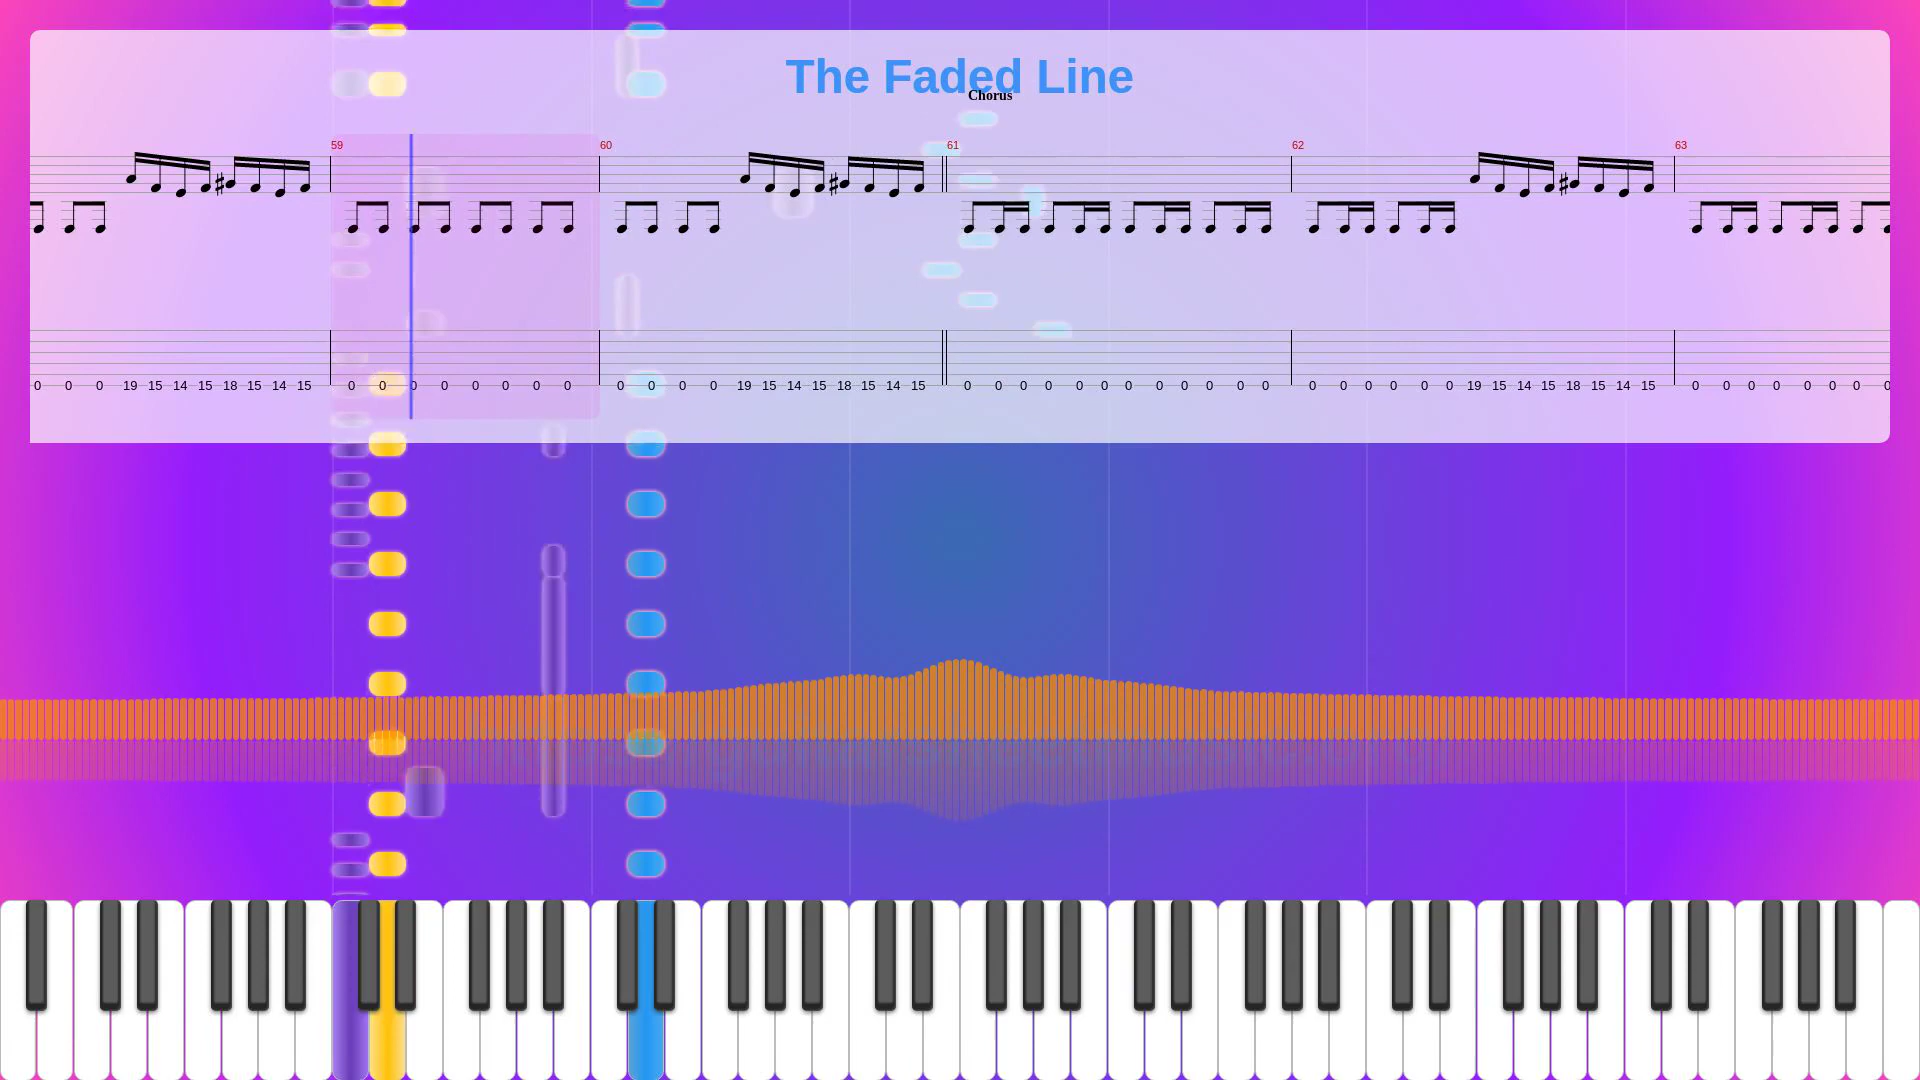 The Faded Line
Chorus
59 60 61 62 63
0 0 0 19 15 14 15 18 15 14 15 0 0 0 0 0 0 0 0 0 0 0 0 19 15 14 15 18 15 14 15 0 0 0 0 0 0 0 0 0 0 0 0 0 0 0 0 0 0 19 15 14 15 18 15 14 15 0 0 0 0 0 0 0 0